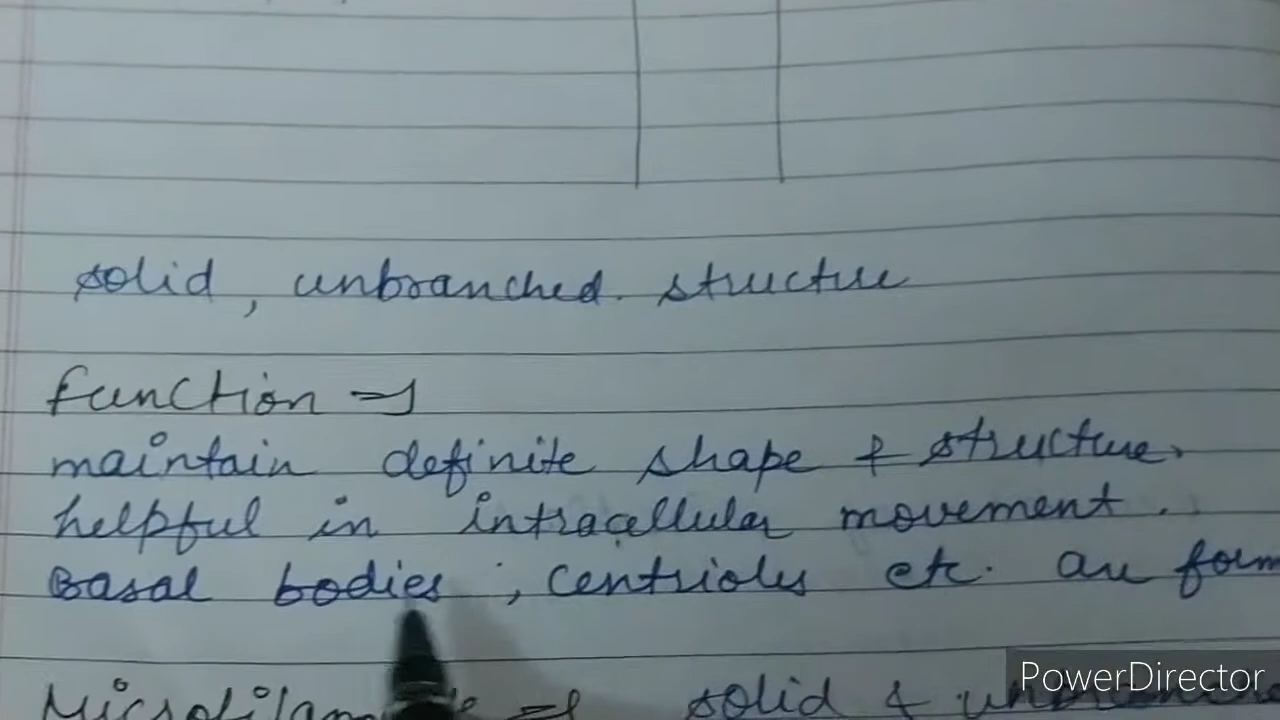 solid, unbranched. structure
function ⇒
maintain definite shape & structure.
helpful in intracellular movement.
Basal bodies; centrioles etc. are form
⇒ solid & 
PowerDirector